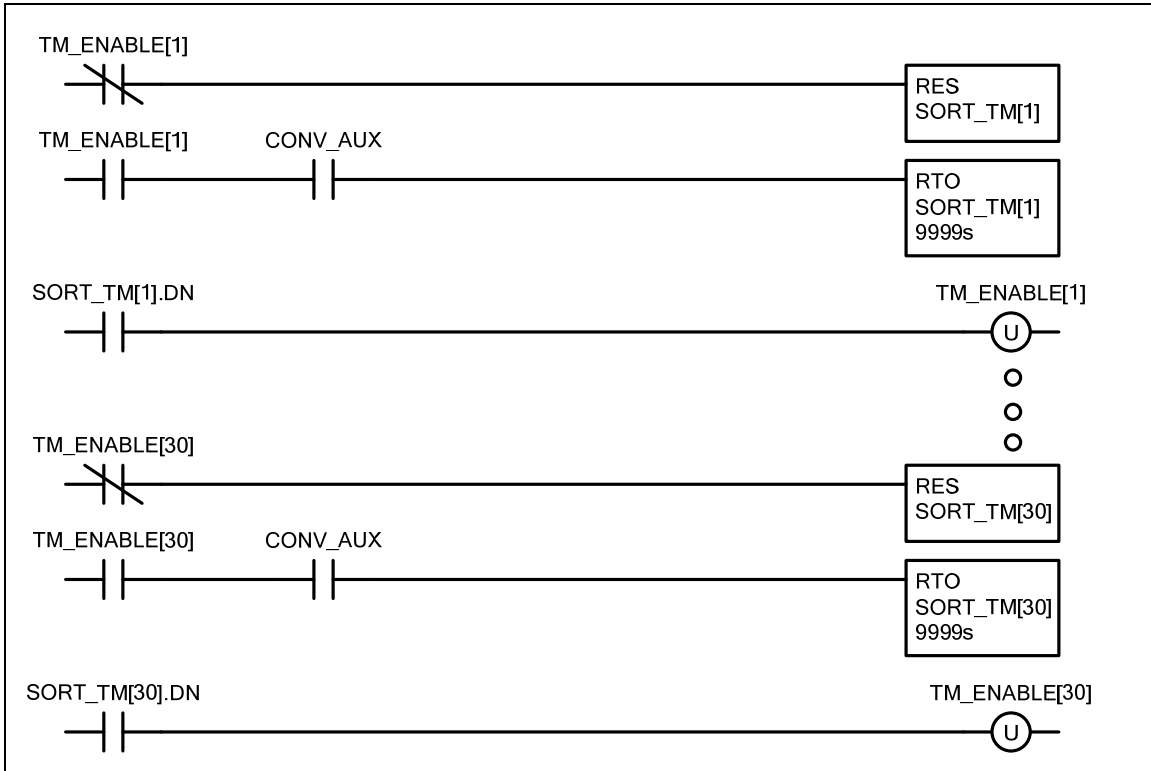 TM_ENABLE[1]
RES
SORT_TM[1]
TM_ENABLE[1] CONV_AUX
RTO
SORT_TM[1]
9999s
SORT_TM[1].DN TM_ENABLE[1]
U
TM_ENABLE[30]
RES
SORT_TM[30]
TM_ENABLE[30] CONV_AUX
RTO
SORT_TM[30]
9999s
SORT_TM[30].DN TM_ENABLE[30]
U